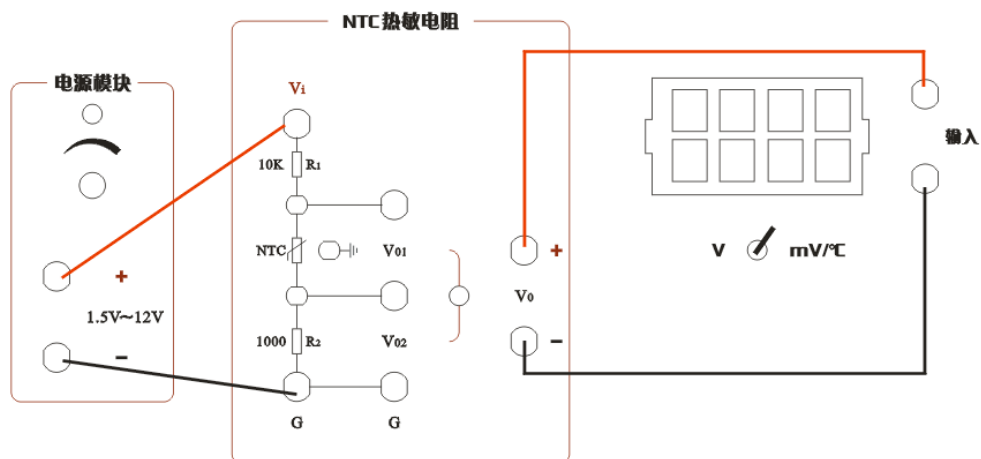 NTC热敏电阻
电源模块
Vi
10K R1
输入
NTC V01
+
V mV/℃
+
V0
1.5V~12V
1000 R2 V02
−
−
G G